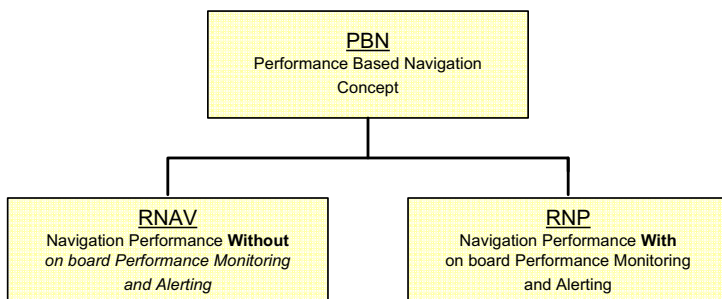 PBN
Performance Based Navigation
Concept
RNAV
Navigation Performance Without
on board Performance Monitoring
and Alerting
RNP
Navigation Performance With
on board Performance Monitoring
and Alerting